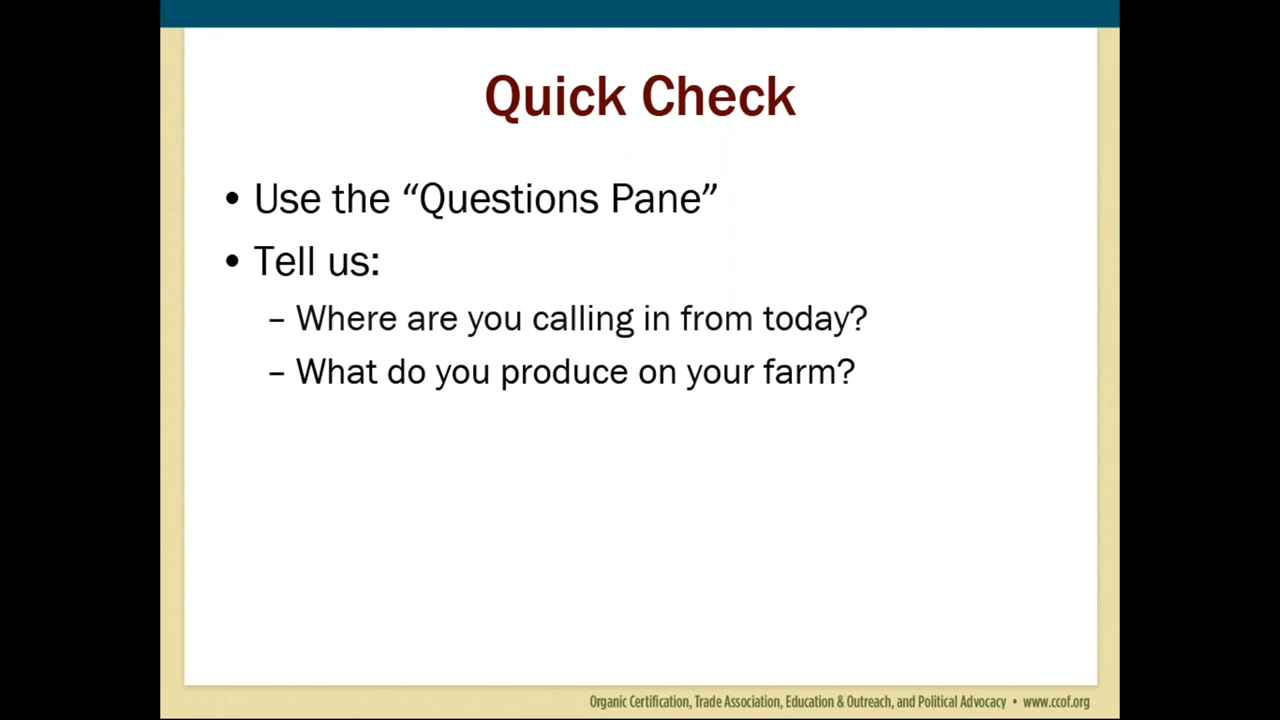 Quick Check
• Use the “Questions Pane”
• Tell us:
– Where are you calling in from today?
– What do you produce on your farm?
Organic Certification, Trade Association, Education & Outreach, and Political Advocacy • www.ccof.org